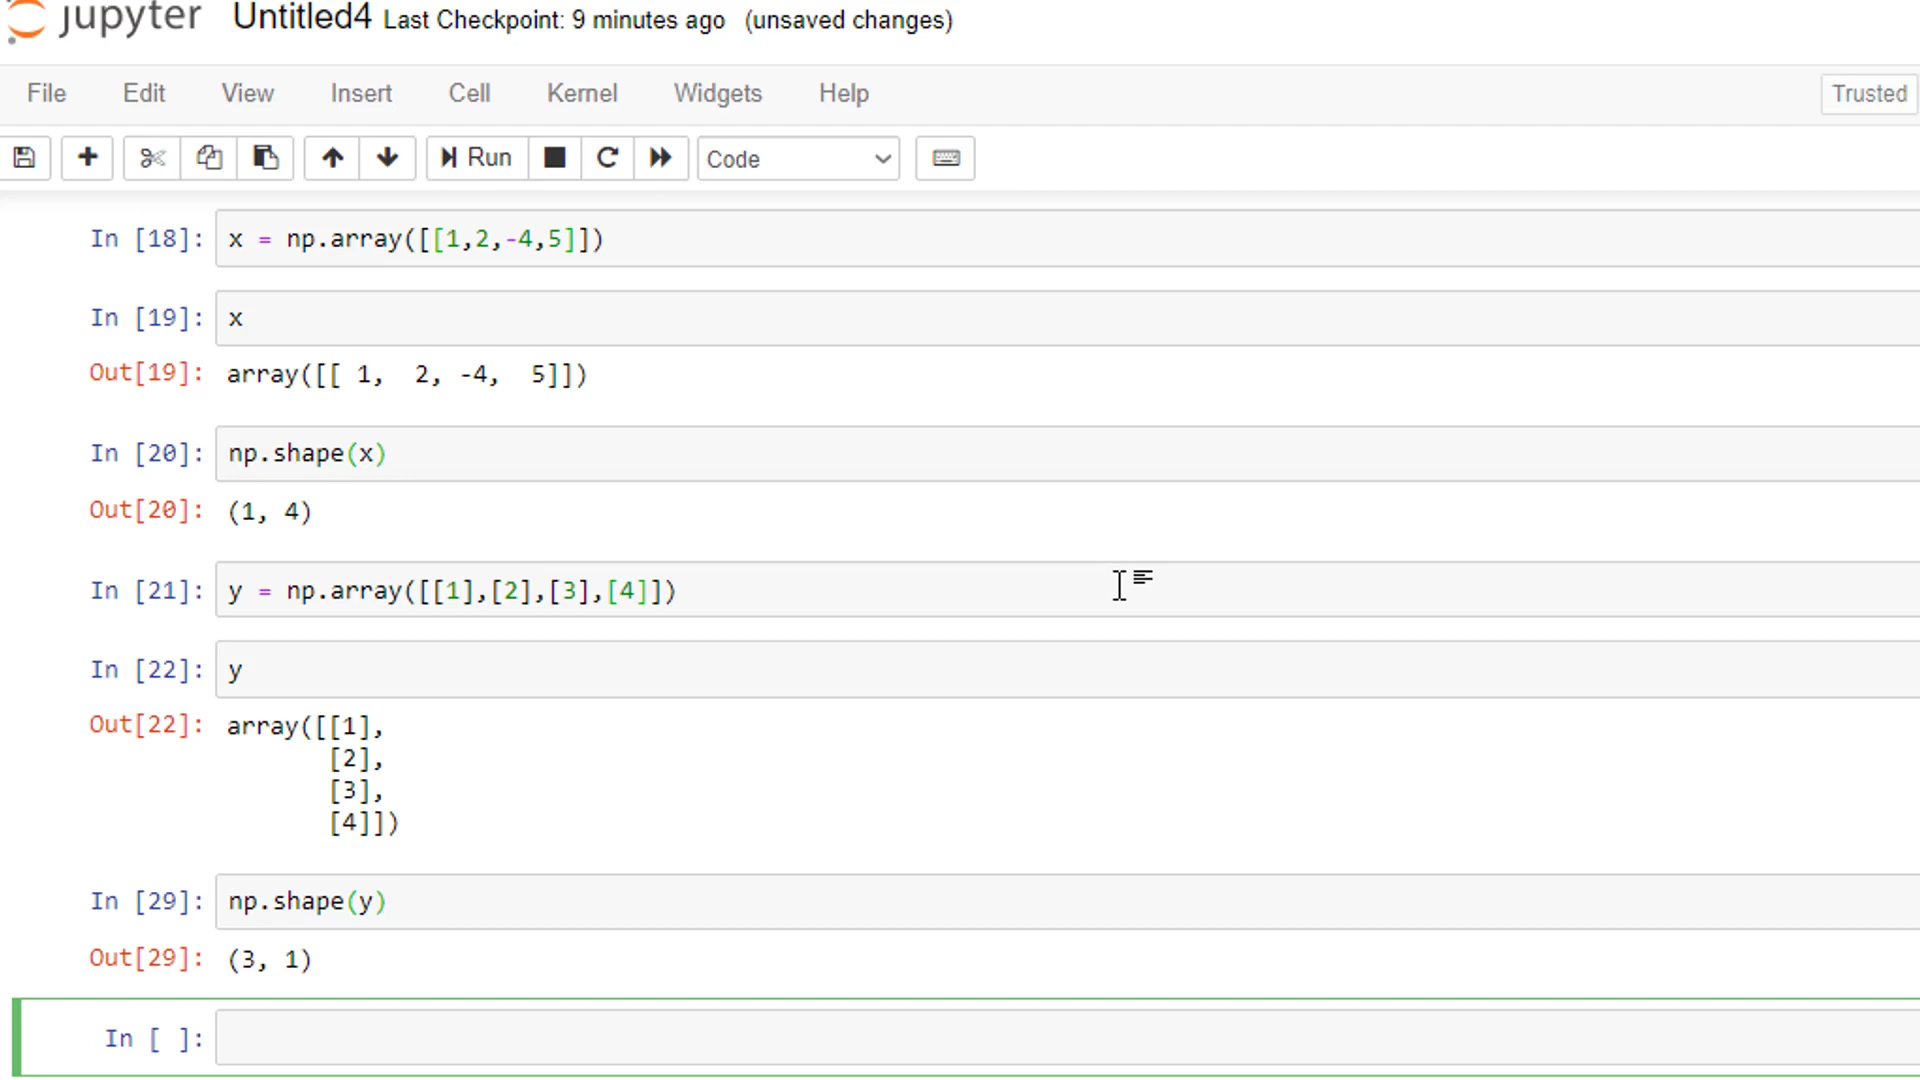 jupyter Untitled4 Last Checkpoint: 9 minutes ago (unsaved changes)
File Edit View Insert Cell Kernel Widgets Help Trusted
Run Code
In [18]: x = np.array([[1,2,-4,5]])
In [19]: x
Out[19]: array([[ 1,  2, -4,  5]])
In [20]: np.shape(x)
Out[20]: (1, 4)
In [21]: y = np.array([[1],[2],[3],[4]])
In [22]: y
Out[22]: array([[1],
[2],
[3],
[4]])
In [29]: np.shape(y)
Out[29]: (3, 1)
In [ ]: